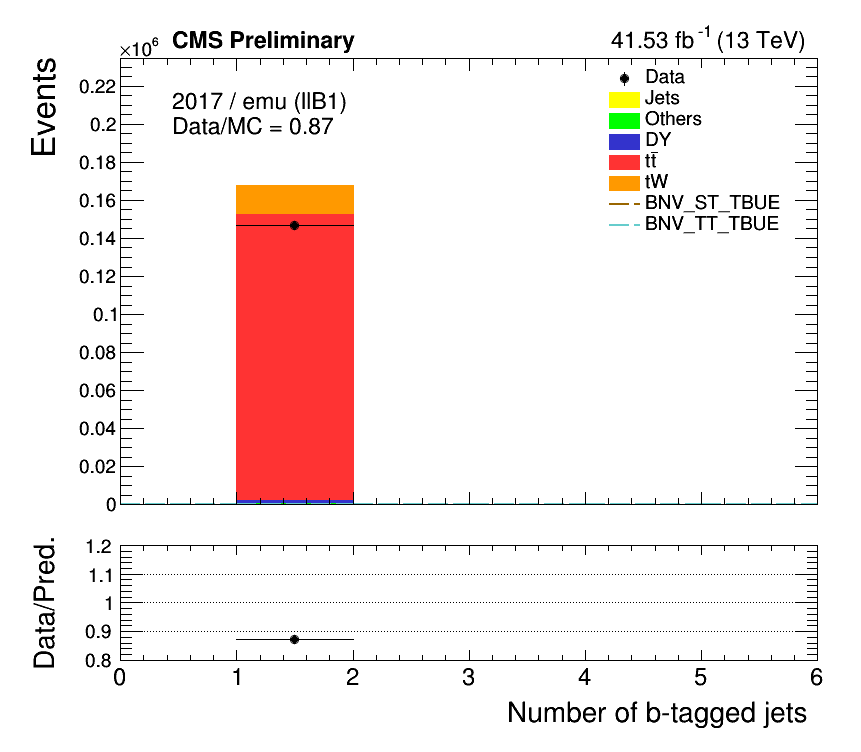 ×10⁶ CMS Preliminary 41.53 fb⁻¹ (13 TeV)
Events
0.22
0.2
0.18
0.16
0.14
0.12
0.1
0.08
0.06
0.04
0.02
0
2017 / emu (llB1)
Data/MC = 0.87
Data
Jets
Others
DY
tt̄
tW
BNV_ST_TBUE
BNV_TT_TBUE
Data/Pred.
1.2
1.1
1
0.9
0.8
0 1 2 3 4 5 6
Number of b-tagged jets